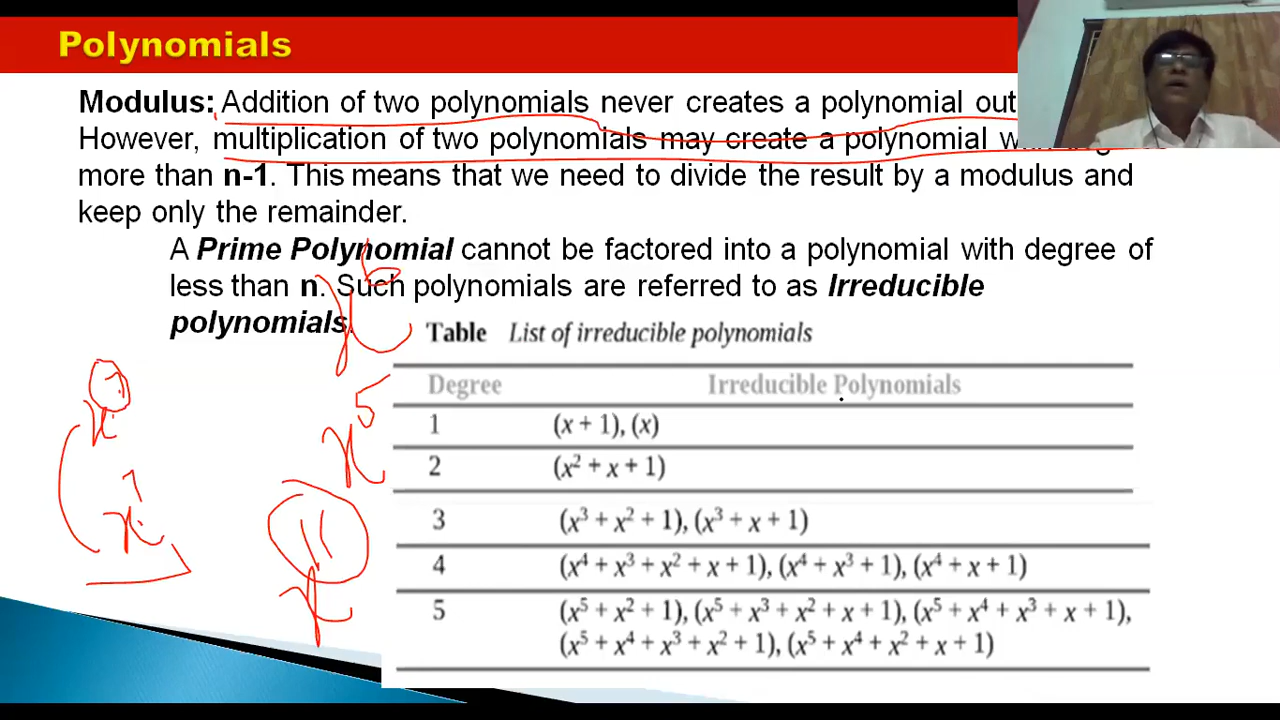 Polynomials
Modulus: Addition of two polynomials never creates a polynomial out
However, multiplication of two polynomials may create a polynomial
more than n-1. This means that we need to divide the result by a modulus and
keep only the remainder.
A Prime Polynomial cannot be factored into a polynomial with degree of
less than n. Such polynomials are referred to as Irreducible
polynomials.
x⁶
x⁵
x¹¹
Table List of irreducible polynomials
Degree Irreducible Polynomials
1 (x + 1), (x)
2 (x² + x + 1)
3 (x³ + x² + 1), (x³ + x + 1)
4 (x⁴ + x³ + x² + x + 1), (x⁴ + x³ + 1), (x⁴ + x + 1)
5 (x⁵ + x² + 1), (x⁵ + x³ + x² + x + 1), (x⁵ + x⁴ + x³ + x + 1),
(x⁵ + x⁴ + x³ + x² + 1), (x⁵ + x⁴ + x² + x + 1)